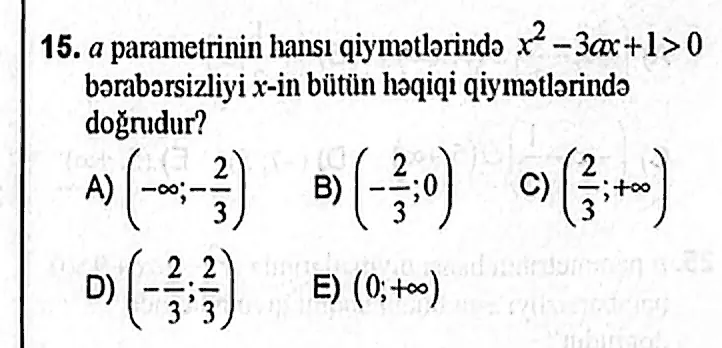 15. a parametrinin hansı qiymətlərində x² – 3ax + 1 > 0
bərabərsizliyi x-in bütün həqiqi qiymətlərində
doğrudur?
A) (–∞; –2/3) B) (–2/3; 0) C) (2/3; +∞)
D) (–2/3; 2/3) E) (0; +∞)